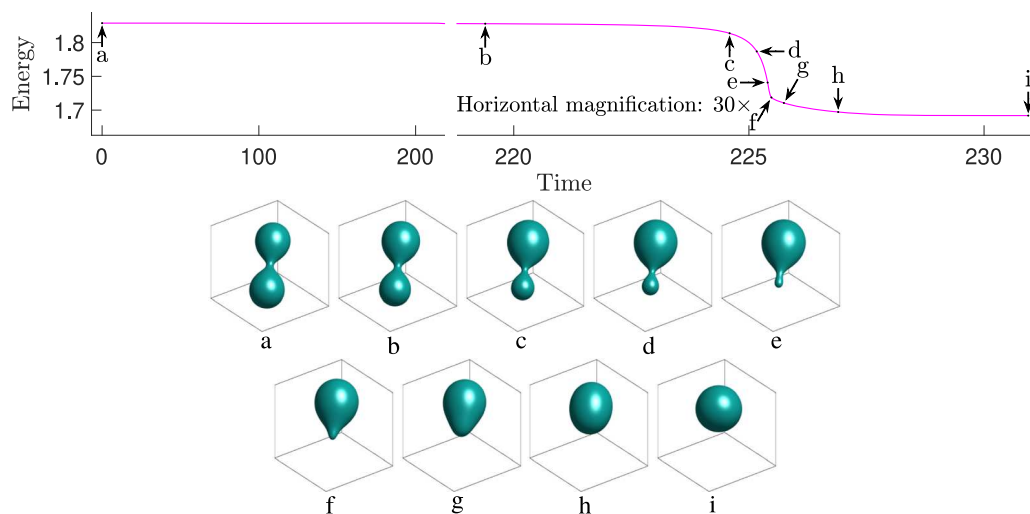 Energy
1.8
1.75
1.7
a
b
c
d
e
f
g
h
i
Horizontal magnification: 30×
0
100
200
220
225
230
Time
a
b
c
d
e
f
g
h
i